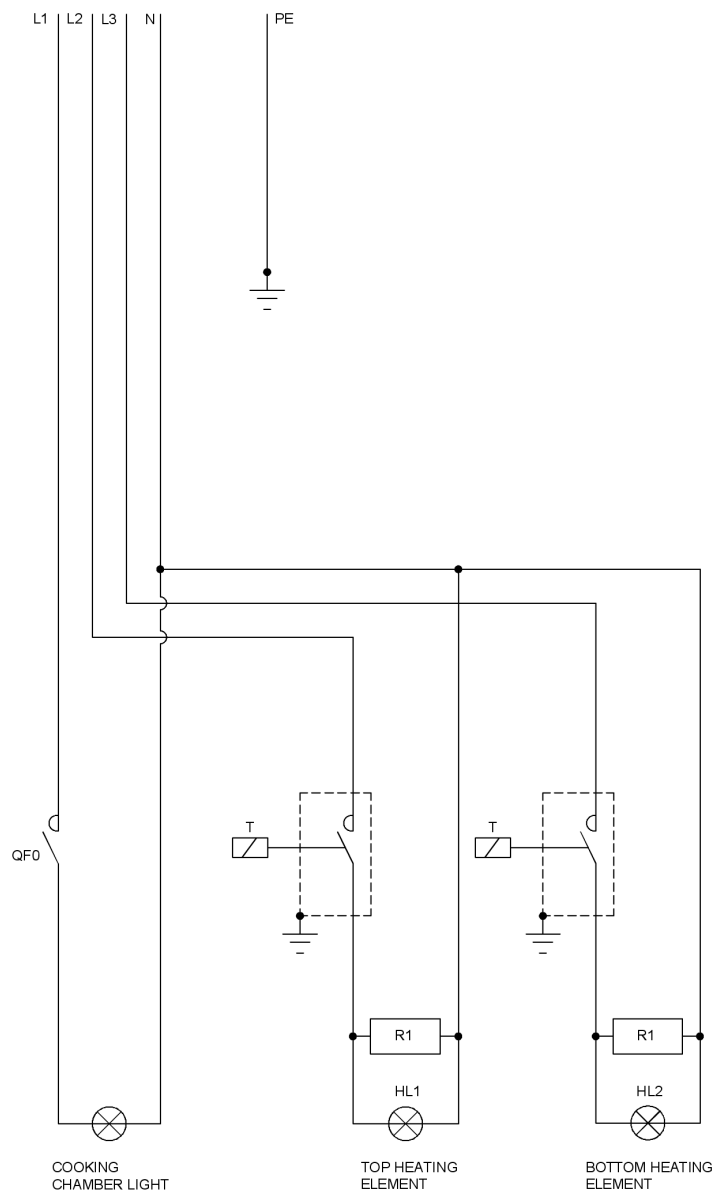 L1 L2 L3 N PE
QF0
T T
R1 R1
HL1 HL2
COOKING
CHAMBER LIGHT
TOP HEATING
ELEMENT
BOTTOM HEATING
ELEMENT